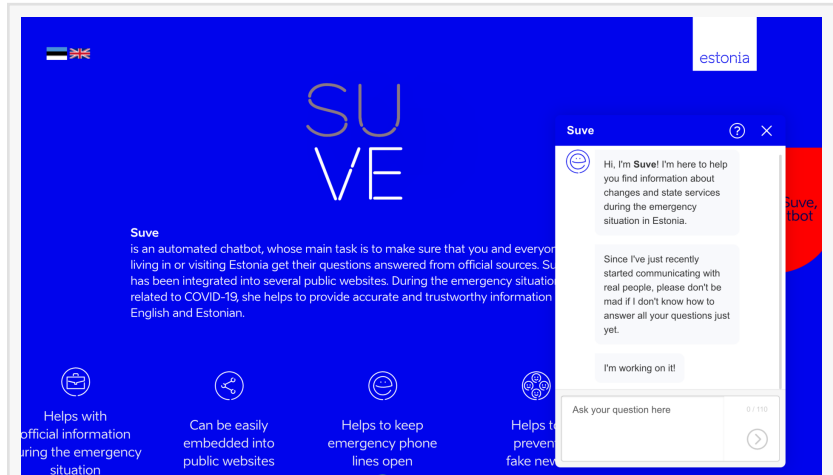 estonia
SU
VE
Suve
is an automated chatbot, whose main task is to make sure that you and everyon
living in or visiting Estonia get their questions answered from official sources. Su
has been integrated into several public websites. During the emergency situation
related to COVID-19, she helps to provide accurate and trustworthy information
English and Estonian.
Helps with
official information
uring the emergency
situation
Can be easily
embedded into
public websites
Helps to keep
emergency phone
lines open
Helps to
prevent
fake new
Suve,
tbot
Suve
Hi, I'm Suve! I'm here to help
you find information about
changes and state services
during the emergency
situation in Estonia.
Since I've just recently
started communicating with
real people, please don't be
mad if I don't know how to
answer all your questions just
yet.
I'm working on it!
Ask your question here
0 / 110